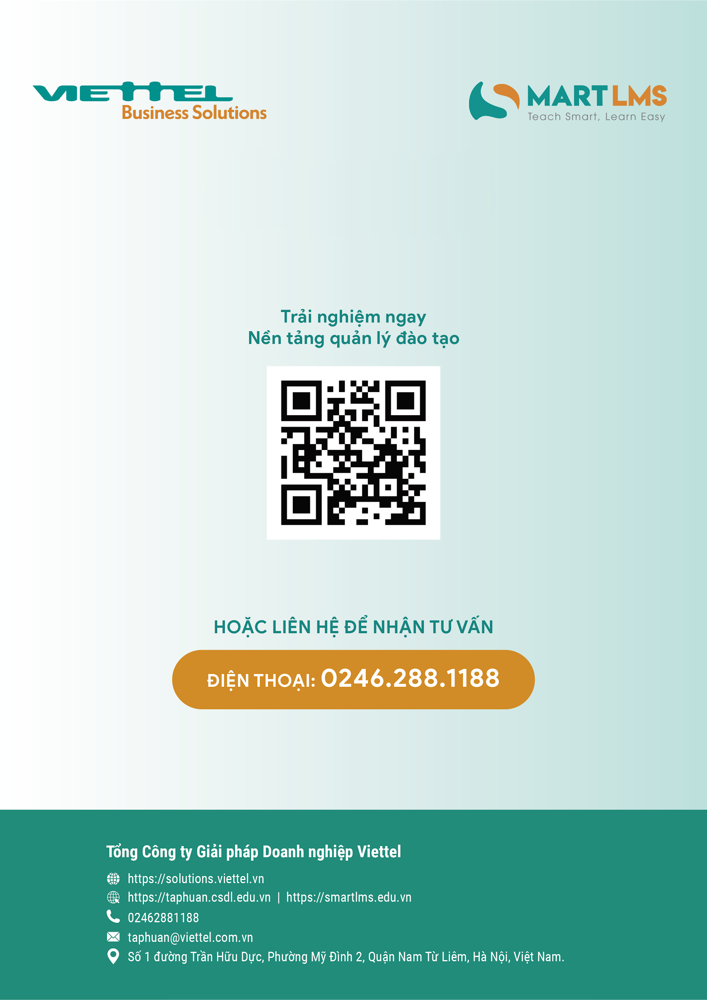 VIETTEL
Business Solutions
SMART LMS
Teach Smart, Learn Easy
Trải nghiệm ngay
Nền tảng quản lý đào tạo
HOẶC LIÊN HỆ ĐỂ NHẬN TƯ VẤN
ĐIỆN THOẠI: 0246.288.1188
Tổng Công ty Giải pháp Doanh nghiệp Viettel
https://solutions.viettel.vn
https://taphuan.csdl.edu.vn | https://smartlms.edu.vn
02462881188
taphuan@viettel.com.vn
Số 1 đường Trần Hữu Dực, Phường Mỹ Đình 2, Quận Nam Từ Liêm, Hà Nội, Việt Nam.